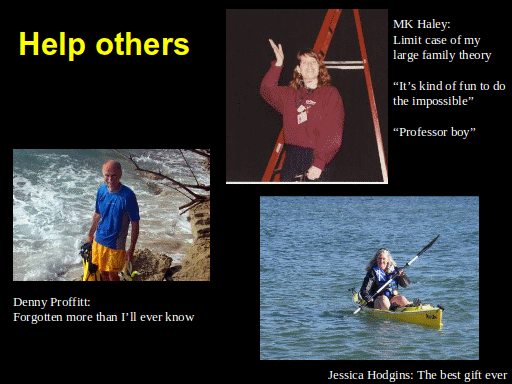 Help others
MK Haley:
Limit case of my
large family theory
“It’s kind of fun to do
the impossible”
“Professor boy”
Denny Proffitt:
Forgotten more than I’ll ever know
Jessica Hodgins: The best gift ever